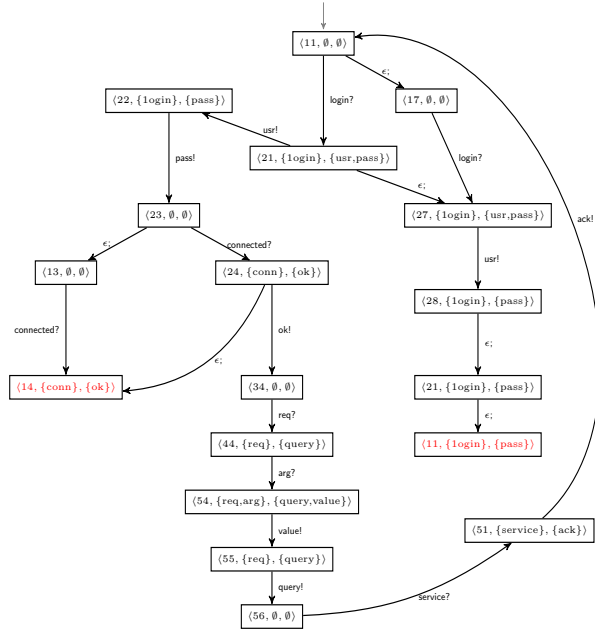 ⟨11, ∅, ∅⟩
ϵ;
⟨22, {login}, {pass}⟩
login?
⟨17, ∅, ∅⟩
usr!
pass!
⟨21, {login}, {usr,pass}⟩
login?
ϵ;
⟨23, ∅, ∅⟩
⟨27, {login}, {usr,pass}⟩
ack!
ϵ;
connected?
usr!
⟨13, ∅, ∅⟩
⟨24, {conn}, {ok}⟩
⟨28, {login}, {pass}⟩
connected?
ok!
ϵ;
ϵ;
⟨14, {conn}, {ok}⟩
⟨34, ∅, ∅⟩
⟨21, {login}, {pass}⟩
req?
ϵ;
⟨44, {req}, {query}⟩
⟨11, {login}, {pass}⟩
arg?
⟨54, {req,arg}, {query,value}⟩
value!
⟨51, {service}, {ack}⟩
⟨55, {req}, {query}⟩
query!
service?
⟨56, ∅, ∅⟩